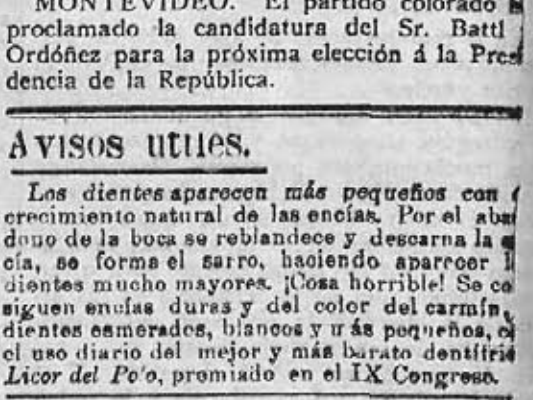 MONTEVIDEO. El partido colorado
proclamado la candidatura del Sr. Batll
Ordóñez para la próxima elección á la Pres
dencia de la República.
Avisos utiles.
Los dientes aparecen más pequeños con
crecimiento natural de las encías. Por el aban
dono de la boca se reblandece y descarna la
cía, se forma el sarro, haciendo aparecer
dientes mucho mayores. ¡Cosa horrible! Se co
siguen encías duras y del color del carmín,
dientes esmerados, blancos y más pequeños,
el uso diario del mejor y más barato dentífri
Licor del Polo, premiado en el IX Congreso.